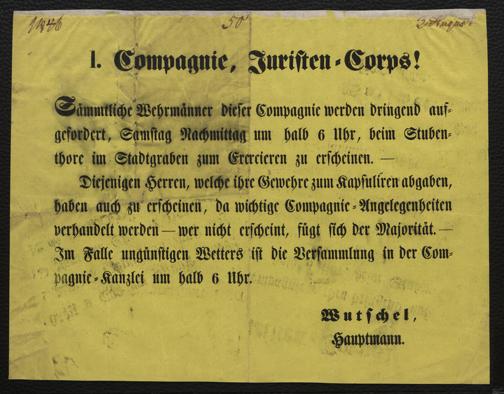 50
2. August
1. Compagnie, Juristen-Corps!
Sämmtliche Wehrmänner dieser Compagnie werden dringend auf-
gefordert, Samstag Nachmittag um halb 6 Uhr, beim Stuben-
thore im Stadtgraben zum Exercieren zu erscheinen. —
Diejenigen Herren, welche ihre Gewehre zum Kapsuliren abgaben,
haben auch zu erscheinen, da wichtige Compagnie-Angelegenheiten
verhandelt werden — wer nicht erscheint, fügt sich der Majorität. —
Im Falle ungünstigen Wetters ist die Versammlung in der Com-
pagnie-Kanzlei um halb 6 Uhr.
Wutschel,
Hauptmann.